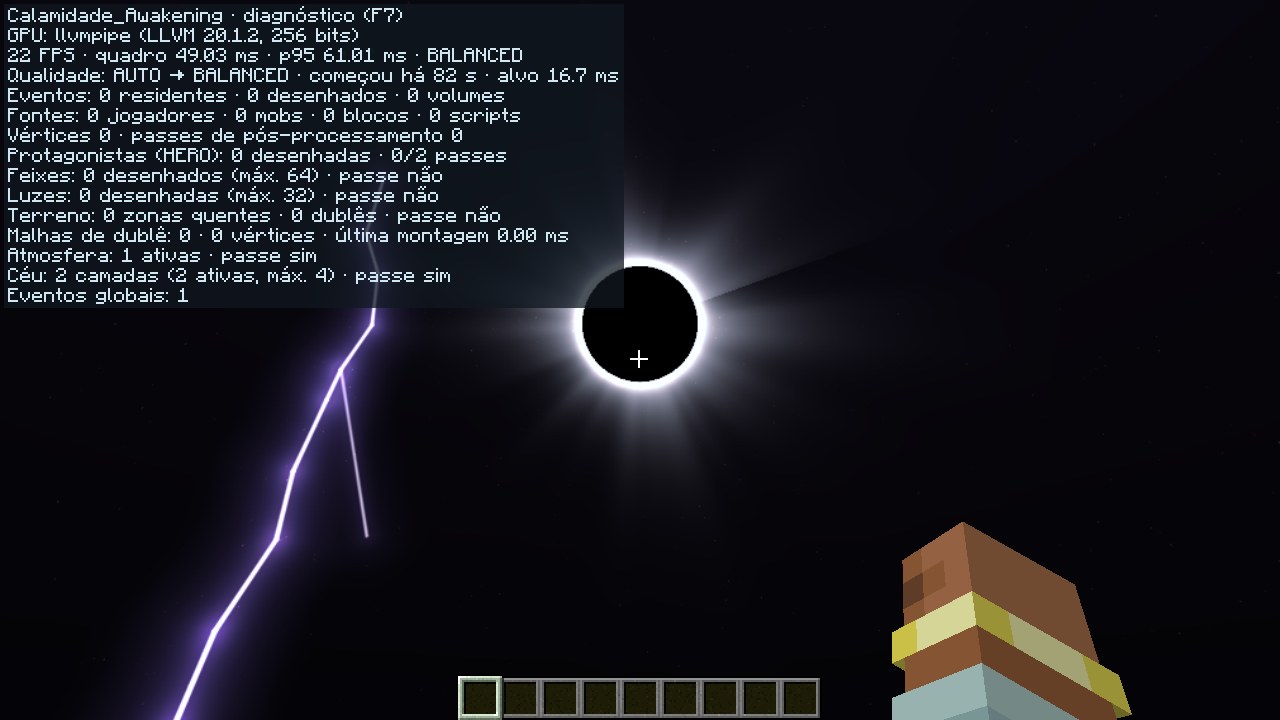 Calamidade_Awakening · diagnóstico (F7)
GPU: llvmpipe (LLVM 20.1.2, 256 bits)
22 FPS · quadro 49.03 ms · p95 61.01 ms · BALANCED
Qualidade: AUTO → BALANCED · começou há 82 s · alvo 16.7 ms
Eventos: 0 residentes · 0 desenhados · 0 volumes
Fontes: 0 jogadores · 0 mobs · 0 blocos · 0 scripts
Vértices 0 · passes de pós-processamento 0
Protagonistas (HERO): 0 desenhadas · 0/2 passes
Feixes: 0 desenhados (máx. 64) · passe não
Luzes: 0 desenhadas (máx. 32) · passe não
Terreno: 0 zonas quentes · 0 dublês · passe não
Malhas de dublê: 0 · 0 vértices · última montagem 0.00 ms
Atmosfera: 1 ativas · passe sim
Céu: 2 camadas (2 ativas, máx. 4) · passe sim
Eventos globais: 1